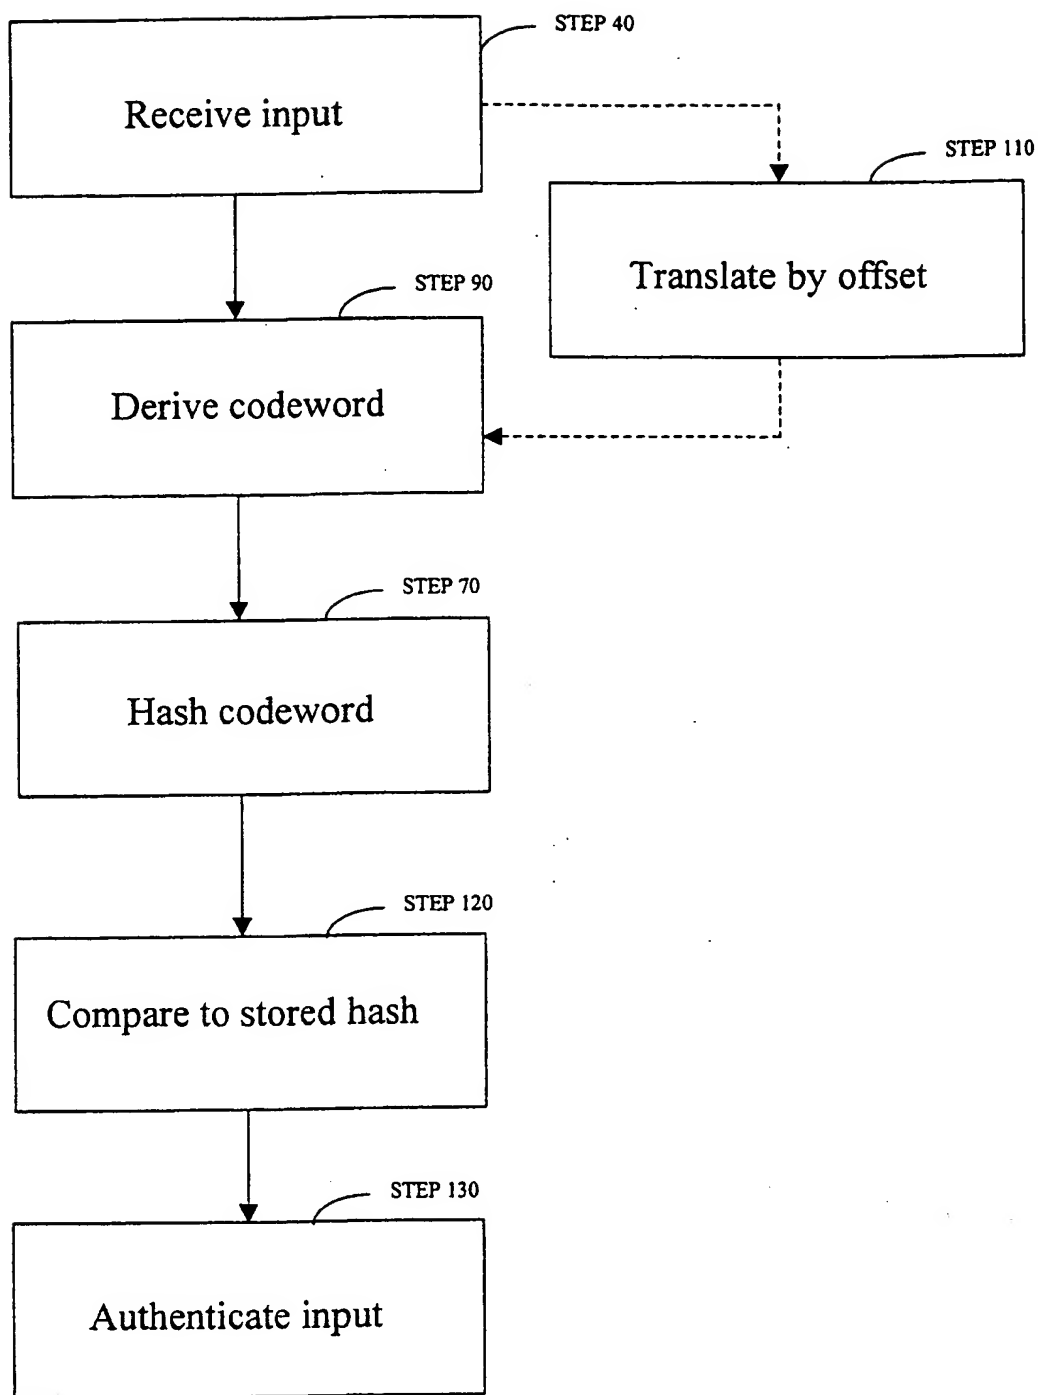 STEP 40
Receive input
STEP 110
Translate by offset
STEP 90
Derive codeword
STEP 70
Hash codeword
STEP 120
Compare to stored hash
STEP 130
Authenticate input